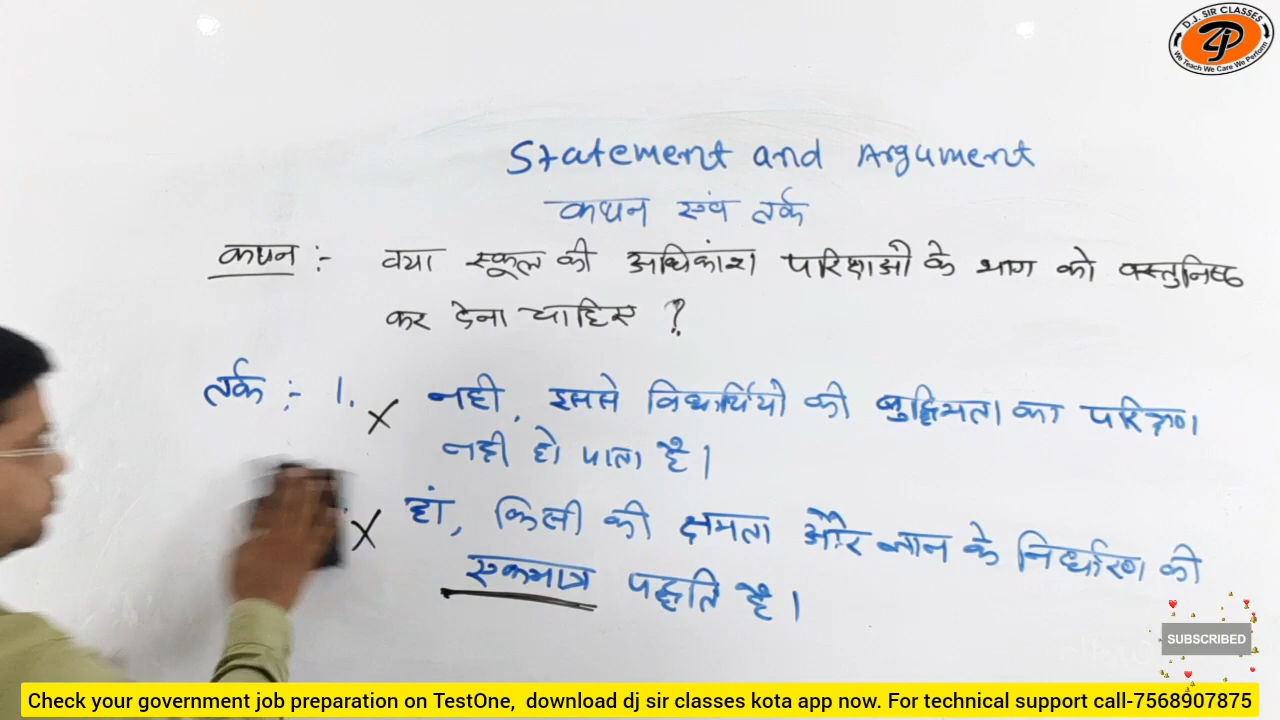 D.J. SIR CLASSES
We Teach We Care We Perform
Statement and Argument
कथन एवं तर्क
कथन :- क्या स्कूल की अधिकांश परिक्षाओ के भाग को वस्तुनिष्ठ
कर देना चाहिए ?
तर्क :- 1. नही, इससे विधार्थियो की बुद्धिमता का परिक्षण
नही हो पाता है।
हां, किसी की क्षमता और ज्ञान के निर्धारण की
एकमात्र पद्धति है।
SUBSCRIBED
Check your government job preparation on TestOne, download dj sir classes kota app now. For technical support call-7568907875